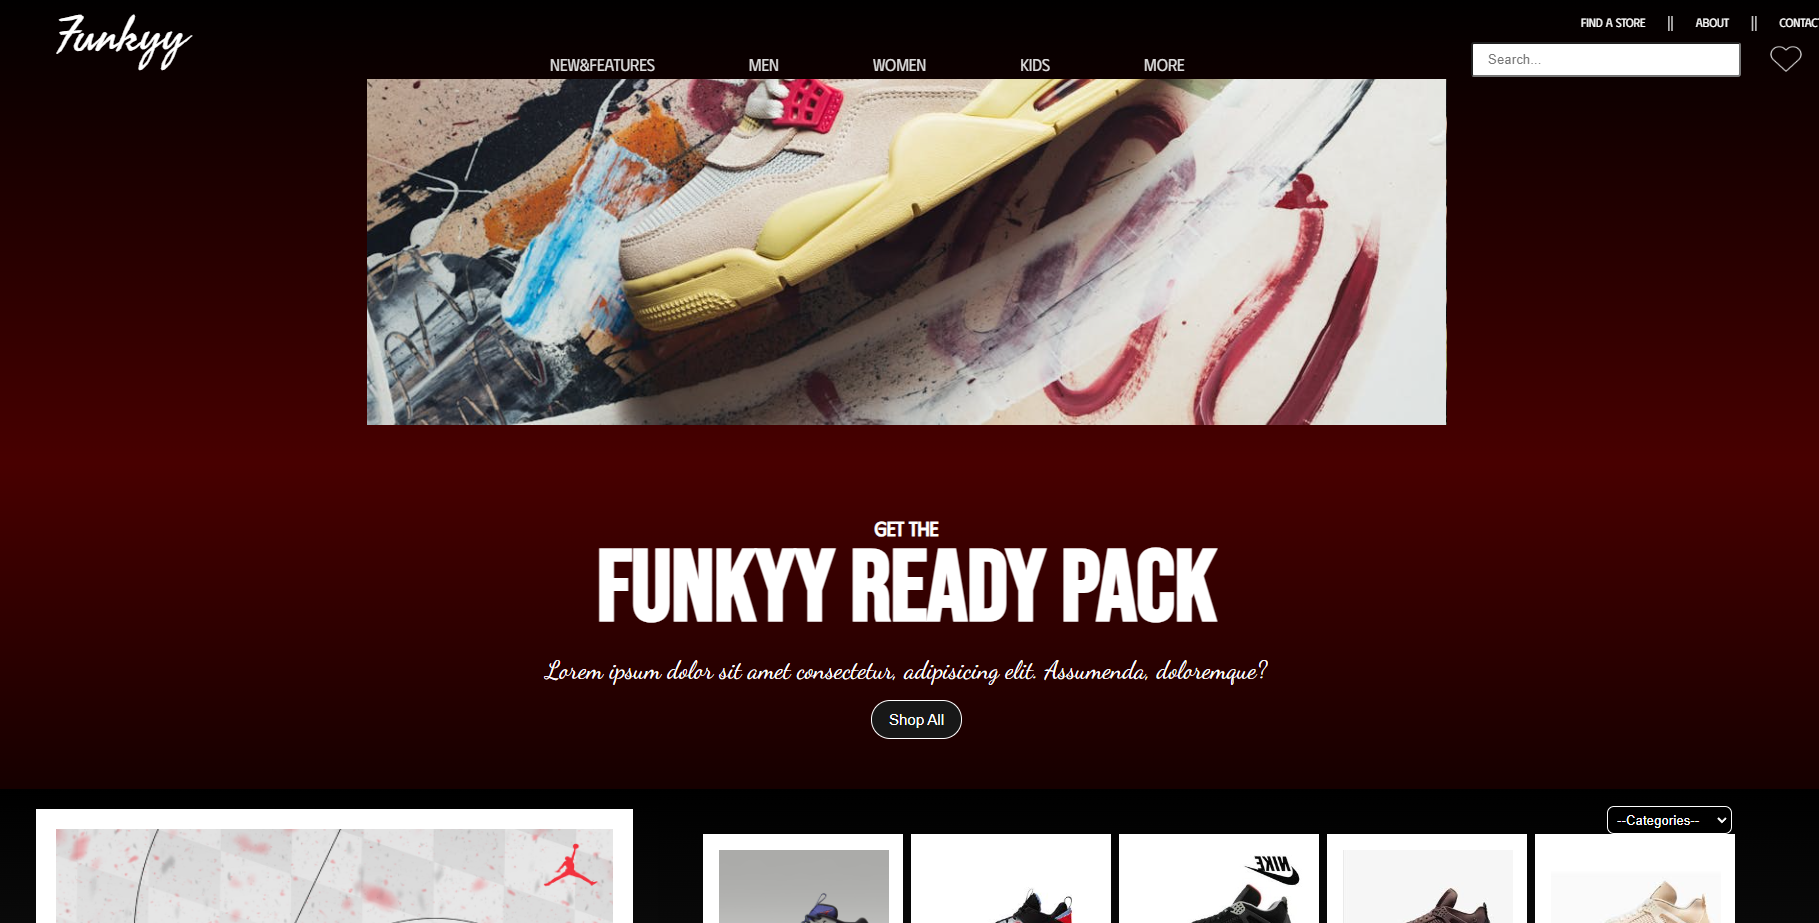 Funkyy
FIND A STORE || ABOUT || CONTAC
Search...
NEW&FEATURES MEN WOMEN KIDS MORE
GET THE
FUNKYY READY PACK
Lorem ipsum dolor sit amet consectetur, adipisicing elit. Assumenda, doloremque?
Shop All
--Categories--
NIKE